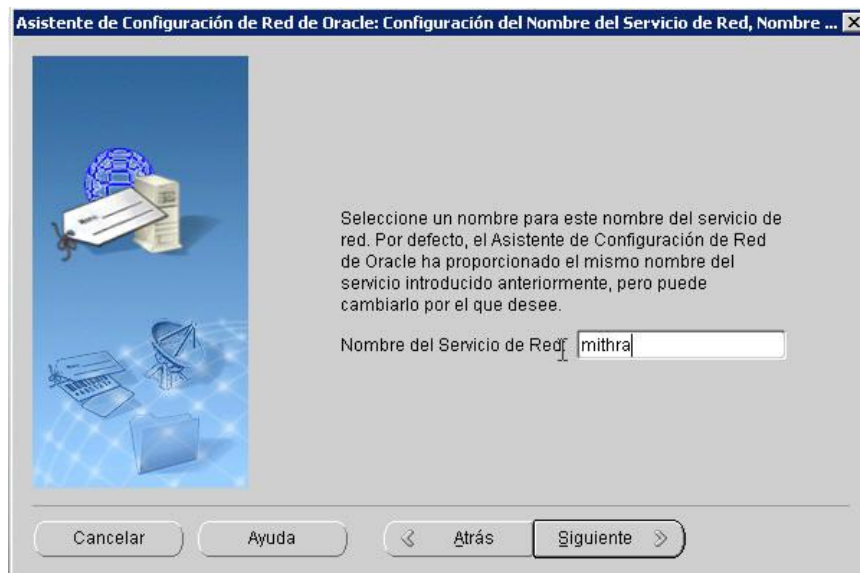 Asistente de Configuración de Red de Oracle: Configuración del Nombre del Servicio de Red, Nombre ...
Seleccione un nombre para este nombre del servicio de
red. Por defecto, el Asistente de Configuración de Red
de Oracle ha proporcionado el mismo nombre del
servicio introducido anteriormente, pero puede
cambiarlo por el que desee.
Nombre del Servicio de Red: mithra
Cancelar Ayuda Atrás Siguiente